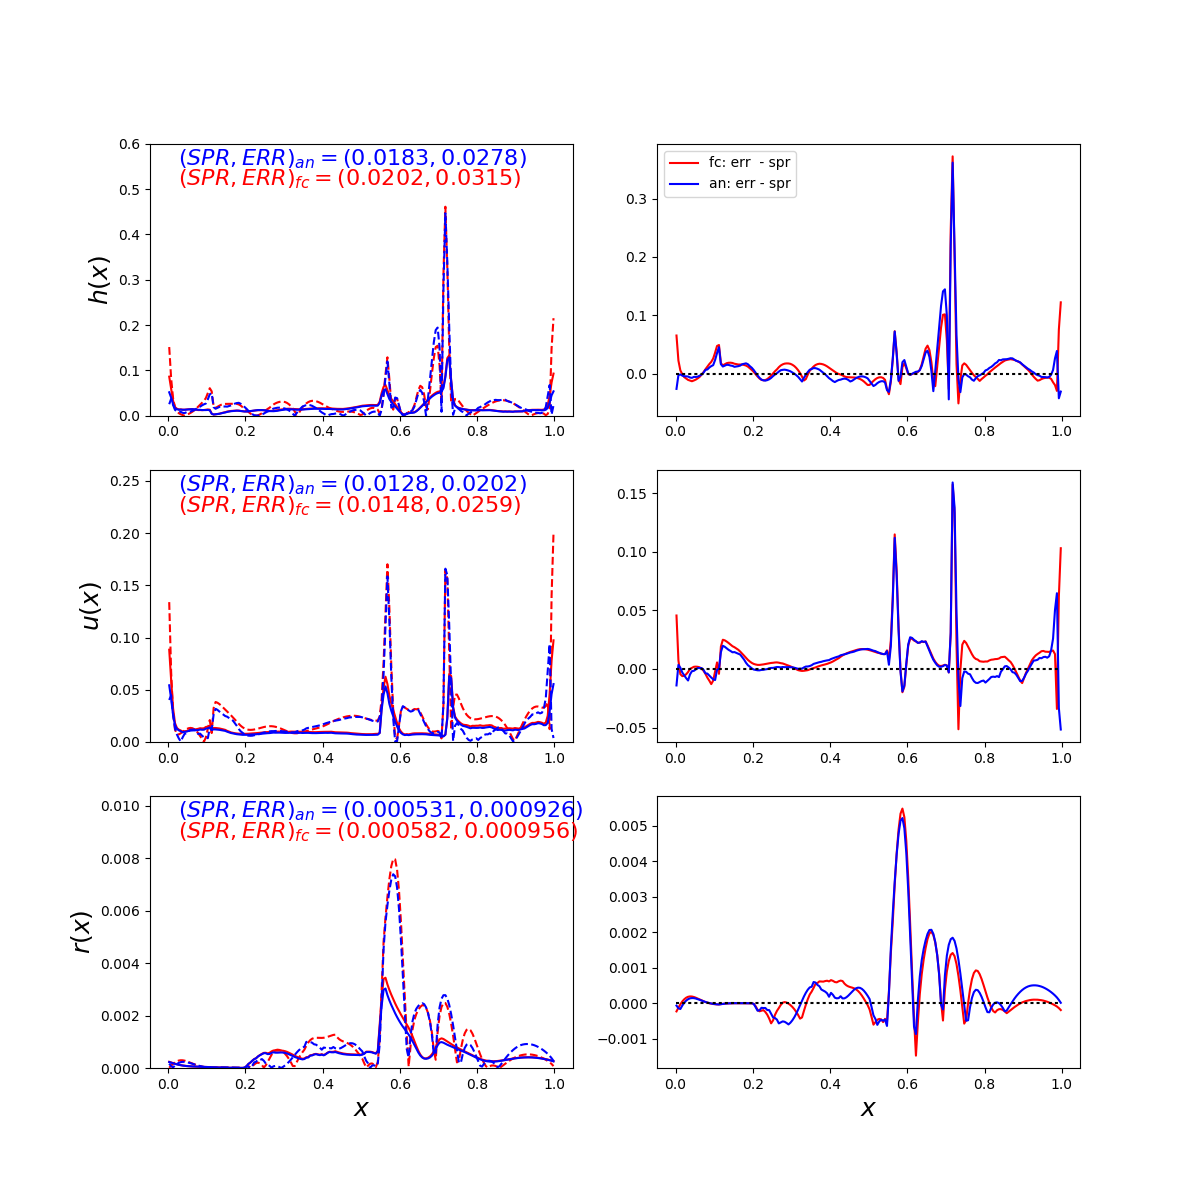 (SPR, ERR)an = (0.0183, 0.0278)
(SPR, ERR)fc = (0.0202, 0.0315)
h(x)
0.6
0.5
0.4
0.3
0.2
0.1
0.0
0.0 0.2 0.4 0.6 0.8 1.0
fc: err - spr
an: err - spr
0.3
0.2
0.1
0.0
0.0 0.2 0.4 0.6 0.8 1.0
(SPR, ERR)an = (0.0128, 0.0202)
(SPR, ERR)fc = (0.0148, 0.0259)
u(x)
0.25
0.20
0.15
0.10
0.05
0.00
0.0 0.2 0.4 0.6 0.8 1.0
0.15
0.10
0.05
0.00
−0.05
0.0 0.2 0.4 0.6 0.8 1.0
(SPR, ERR)an = (0.000531, 0.000926)
(SPR, ERR)fc = (0.000582, 0.000956)
r(x)
0.010
0.008
0.006
0.004
0.002
0.000
0.0 0.2 0.4 0.6 0.8 1.0
x
0.005
0.004
0.003
0.002
0.001
0.000
−0.001
0.0 0.2 0.4 0.6 0.8 1.0
x